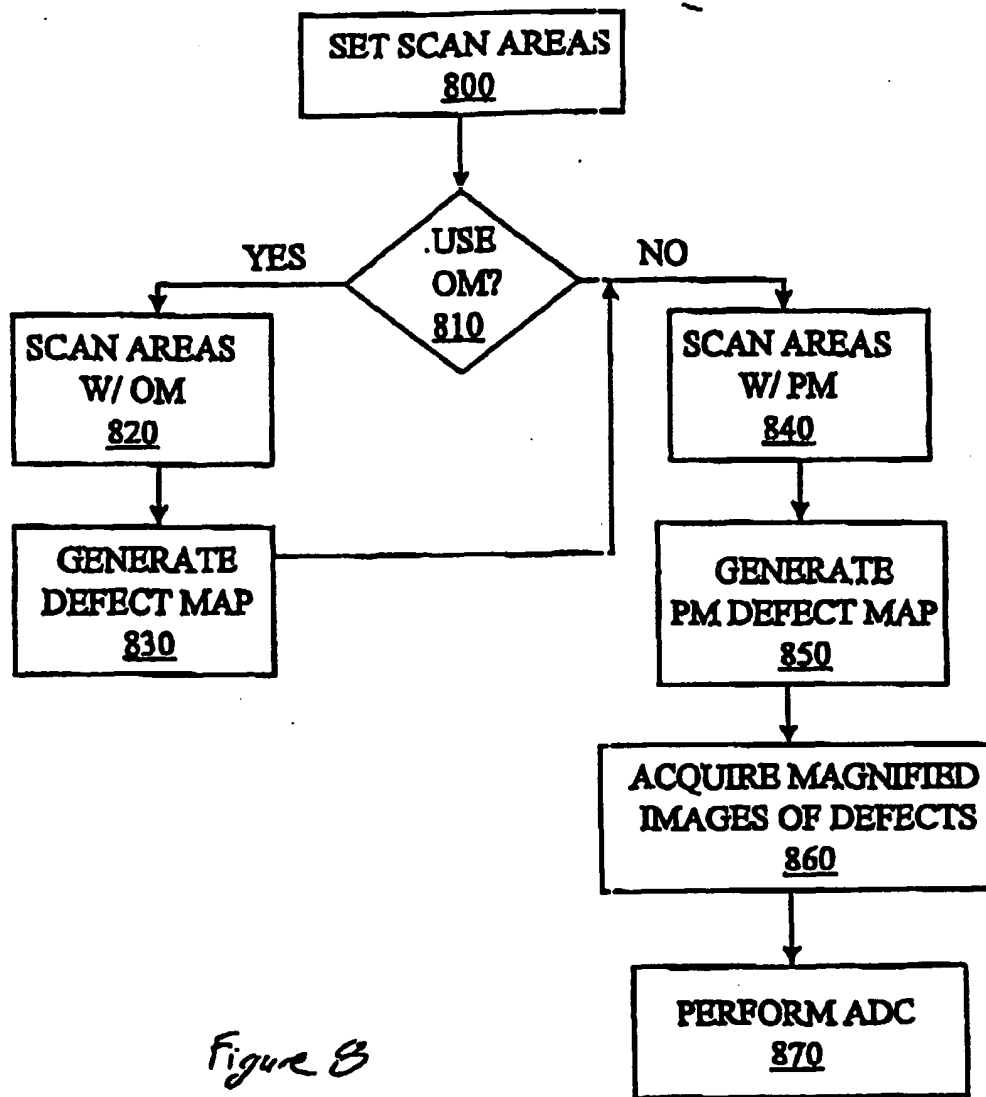 SET SCAN AREAS
800
.USE
OM?
810
YES
NO
SCAN AREAS
W/ OM
820
SCAN AREAS
W/ PM
840
GENERATE
DEFECT MAP
830
GENERATE
PM DEFECT MAP
850
ACQUIRE MAGNIFIED
IMAGES OF DEFECTS
860
PERFORM ADC
870
Figure 8